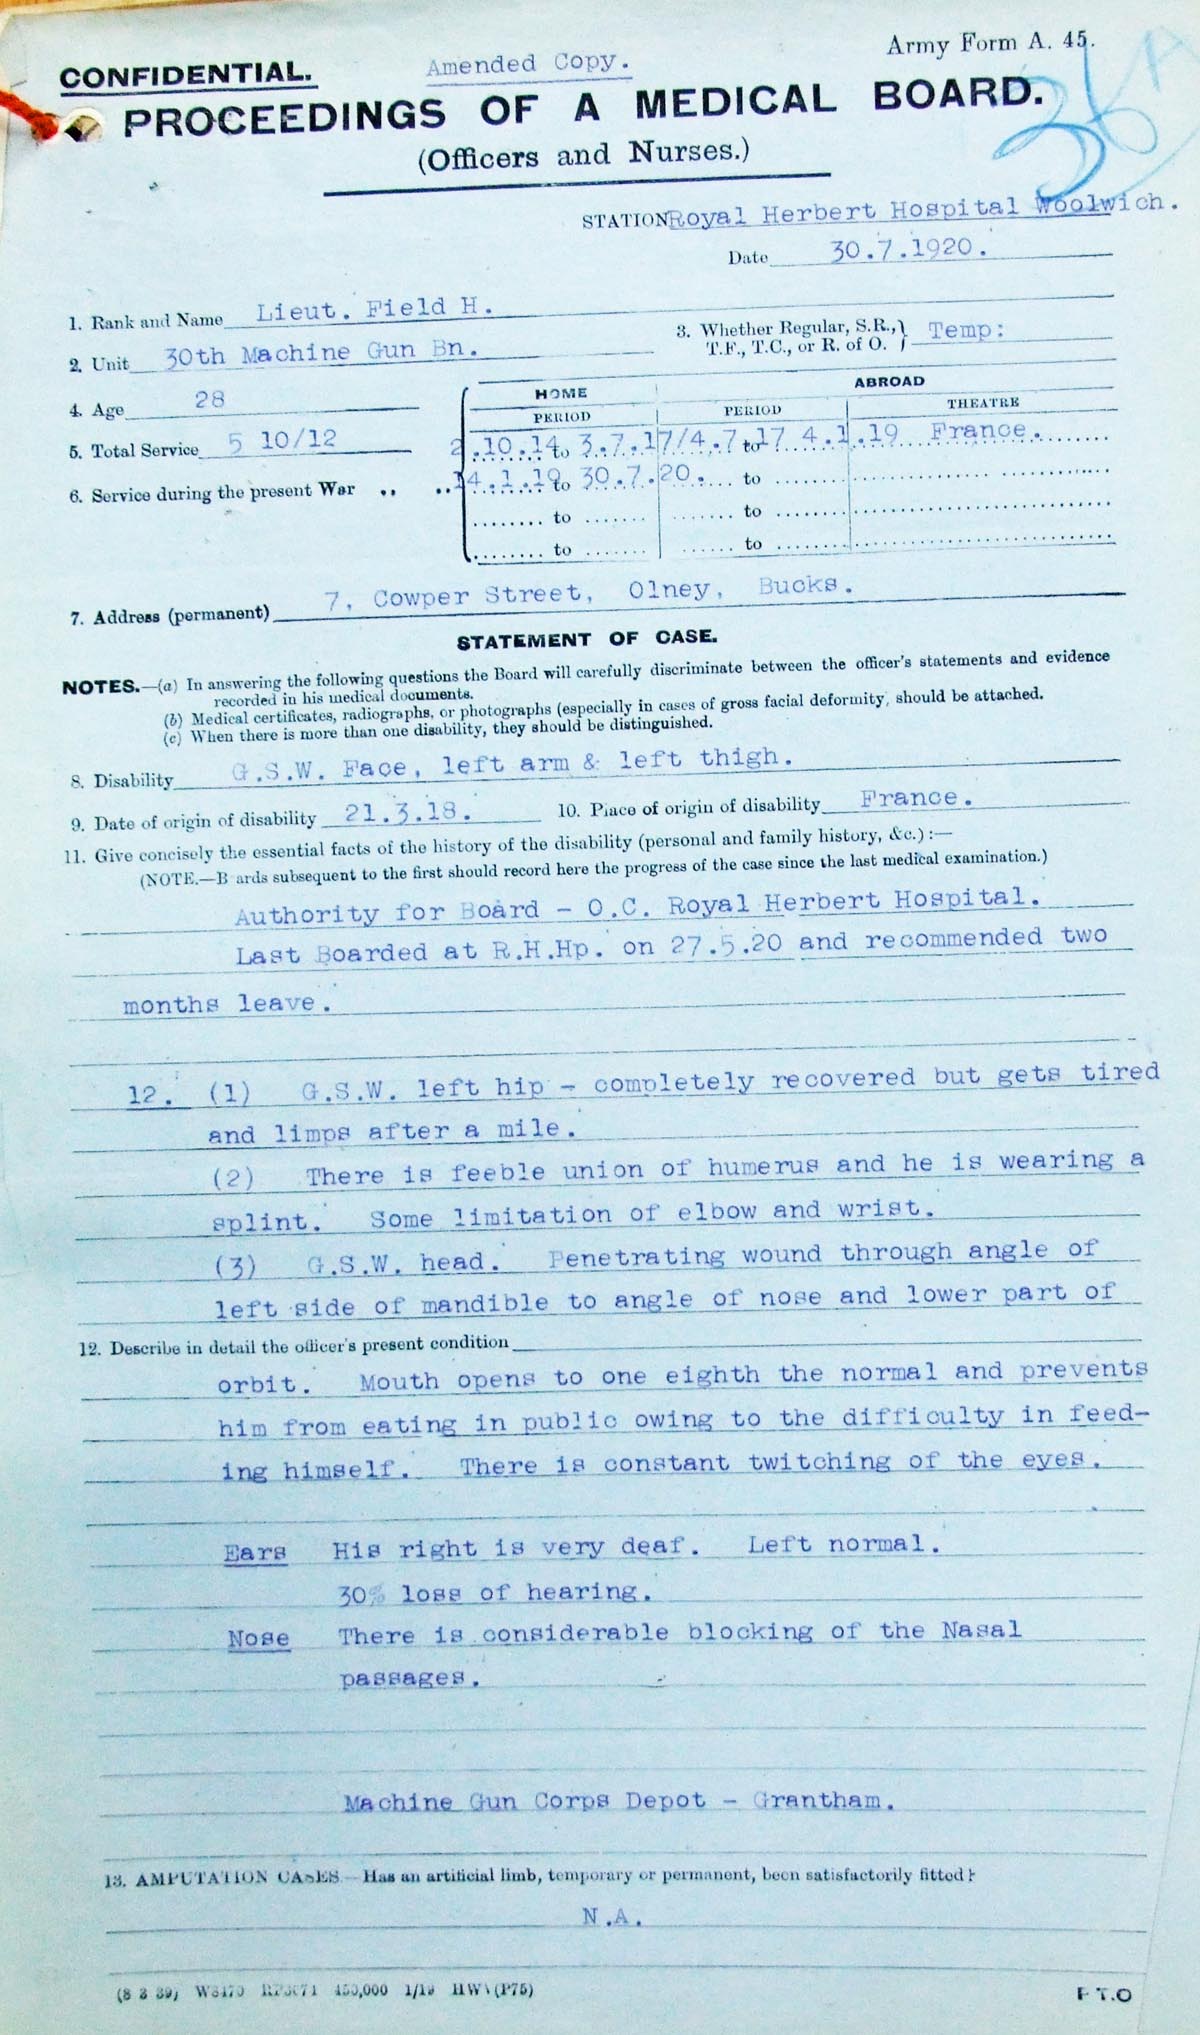 CONFIDENTIAL.
Amended Copy.
Army Form A. 45.
36A
PROCEEDINGS OF A MEDICAL BOARD.
(Officers and Nurses.)
STATION Royal Herbert Hospital Woolwich.
Date 30.7.1920.
1. Rank and Name Lieut. Field H.
2. Unit 30th Machine Gun Bn.
3. Whether Regular, S.R., T.F., T.C., or R. of O. } Temp:
4. Age 28
5. Total Service 5 10/12
6. Service during the present War .. ..
HOME ABROAD
PERIOD PERIOD THEATRE
2.10.14 to 3.7.17/4.7.17 to 4.1.19 France.
14.1.19 to 30.7.20. to
to to
to to
7. Address (permanent) 7, Cowper Street, Olney, Bucks.
STATEMENT OF CASE.
NOTES.—(a) In answering the following questions the Board will carefully discriminate between the officer's statements and evidence
recorded in his medical documents.
(b) Medical certificates, radiographs, or photographs (especially in cases of gross facial deformity, should be attached.
(c) When there is more than one disability, they should be distinguished.
8. Disability G.S.W. Face, left arm & left thigh.
9. Date of origin of disability 21.3.18. 10. Place of origin of disability France.
11. Give concisely the essential facts of the history of the disability (personal and family history, &c.) :—
(NOTE.—B ards subsequent to the first should record here the progress of the case since the last medical examination.)
Authority for Board - O.C. Royal Herbert Hospital.
Last Boarded at R.H.Hp. on 27.5.20 and recommended two
months leave.
12. (1) G.S.W. left hip - completely recovered but gets tired
and limps after a mile.
(2) There is feeble union of humerus and he is wearing a
splint. Some limitation of elbow and wrist.
(3) G.S.W. head. Penetrating wound through angle of
left side of mandible to angle of nose and lower part of
12. Describe in detail the officer's present condition
orbit. Mouth opens to one eighth the normal and prevents
him from eating in public owing to the difficulty in feed-
ing himself. There is constant twitching of the eyes.
Ears His right is very deaf. Left normal.
30% loss of hearing.
Nose There is considerable blocking of the Nasal
passages.
Machine Gun Corps Depot - Grantham.
13. AMPUTATION CASES.—Has an artificial limb, temporary or permanent, been satisfactorily fitted?
N.A.
(8 3 39) 450,000 1/19 HWV(P75)
P T.O